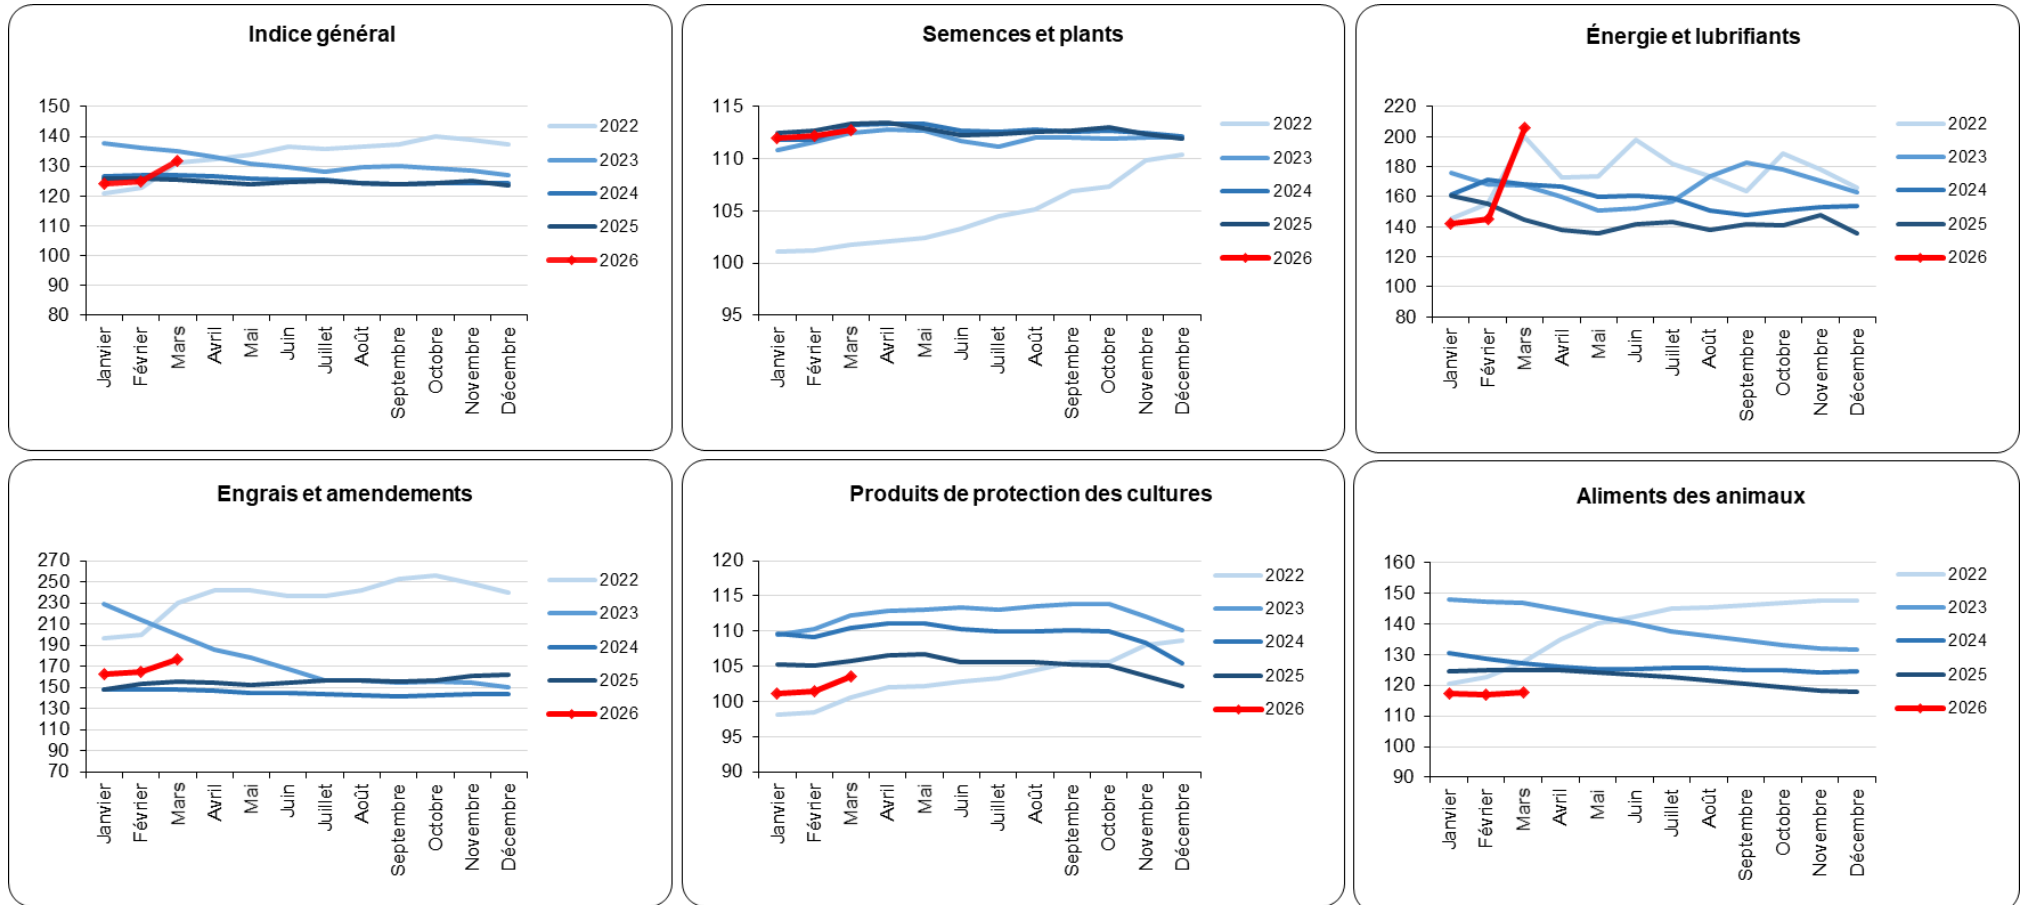 Indice général
150
140
130
120
110
100
90
80
Janvier
Février
Mars
Avril
Mai
Juin
Juillet
Août
Septembre
Octobre
Novembre
Décembre
2022
2023
2024
2025
2026
Semences et plants
115
110
105
100
95
Janvier
Février
Mars
Avril
Mai
Juin
Juillet
Août
Septembre
Octobre
Novembre
Décembre
2022
2023
2024
2025
2026
Énergie et lubrifiants
220
200
180
160
140
120
100
80
Janvier
Février
Mars
Avril
Mai
Juin
Juillet
Août
Septembre
Octobre
Novembre
Décembre
2022
2023
2024
2025
2026
Engrais et amendements
270
250
230
210
190
170
150
130
110
90
70
Janvier
Février
Mars
Avril
Mai
Juin
Juillet
Août
Septembre
Octobre
Novembre
Décembre
2022
2023
2024
2025
2026
Produits de protection des cultures
120
115
110
105
100
95
90
Janvier
Février
Mars
Avril
Mai
Juin
Juillet
Août
Septembre
Octobre
Novembre
Décembre
2022
2023
2024
2025
2026
Aliments des animaux
160
150
140
130
120
110
100
90
Janvier
Février
Mars
Avril
Mai
Juin
Juillet
Août
Septembre
Octobre
Novembre
Décembre
2022
2023
2024
2025
2026